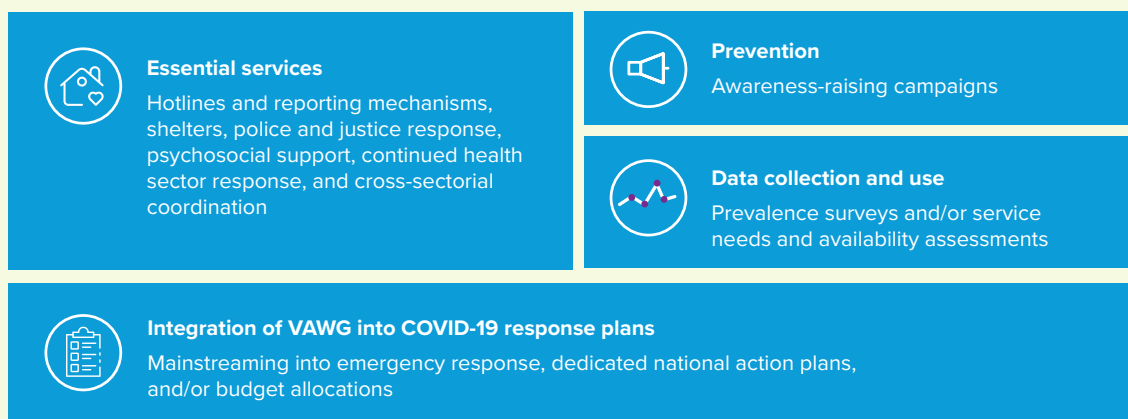 Essential services
Hotlines and reporting mechanisms,
shelters, police and justice response,
psychosocial support, continued health
sector response, and cross-sectorial
coordination
Prevention
Awareness-raising campaigns
Data collection and use
Prevalence surveys and/or service
needs and availability assessments
Integration of VAWG into COVID-19 response plans
Mainstreaming into emergency response, dedicated national action plans,
and/or budget allocations